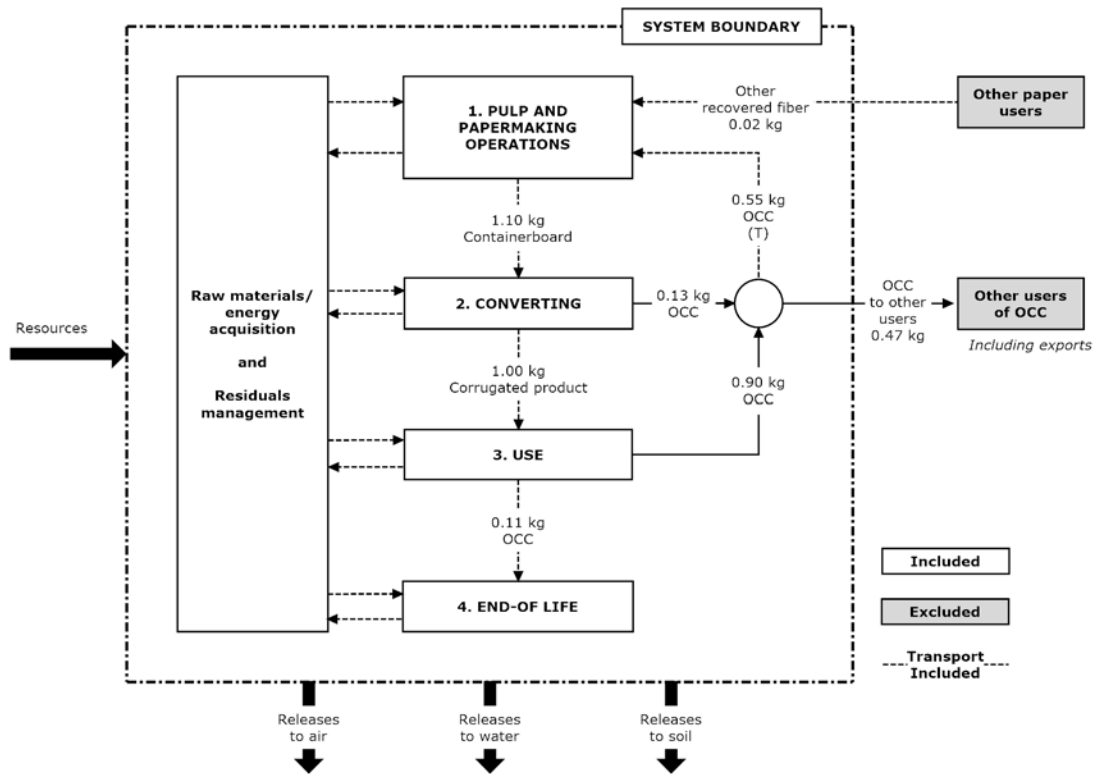 SYSTEM BOUNDARY
1. PULP AND
PAPERMAKING
OPERATIONS
Other
recovered fiber
0.02 kg
Other paper
users
0.55 kg
OCC
(T)
1.10 kg
Containerboard
Raw materials/
energy
acquisition
and
Residuals
management
2. CONVERTING
0.13 kg
OCC
OCC
to other
users
0.47 kg
Other users
of OCC
Including exports
Resources
1.00 kg
Corrugated product
0.90 kg
OCC
3. USE
0.11 kg
OCC
4. END-OF LIFE
Included
Excluded
Transport
Included
Releases
to air
Releases
to water
Releases
to soil